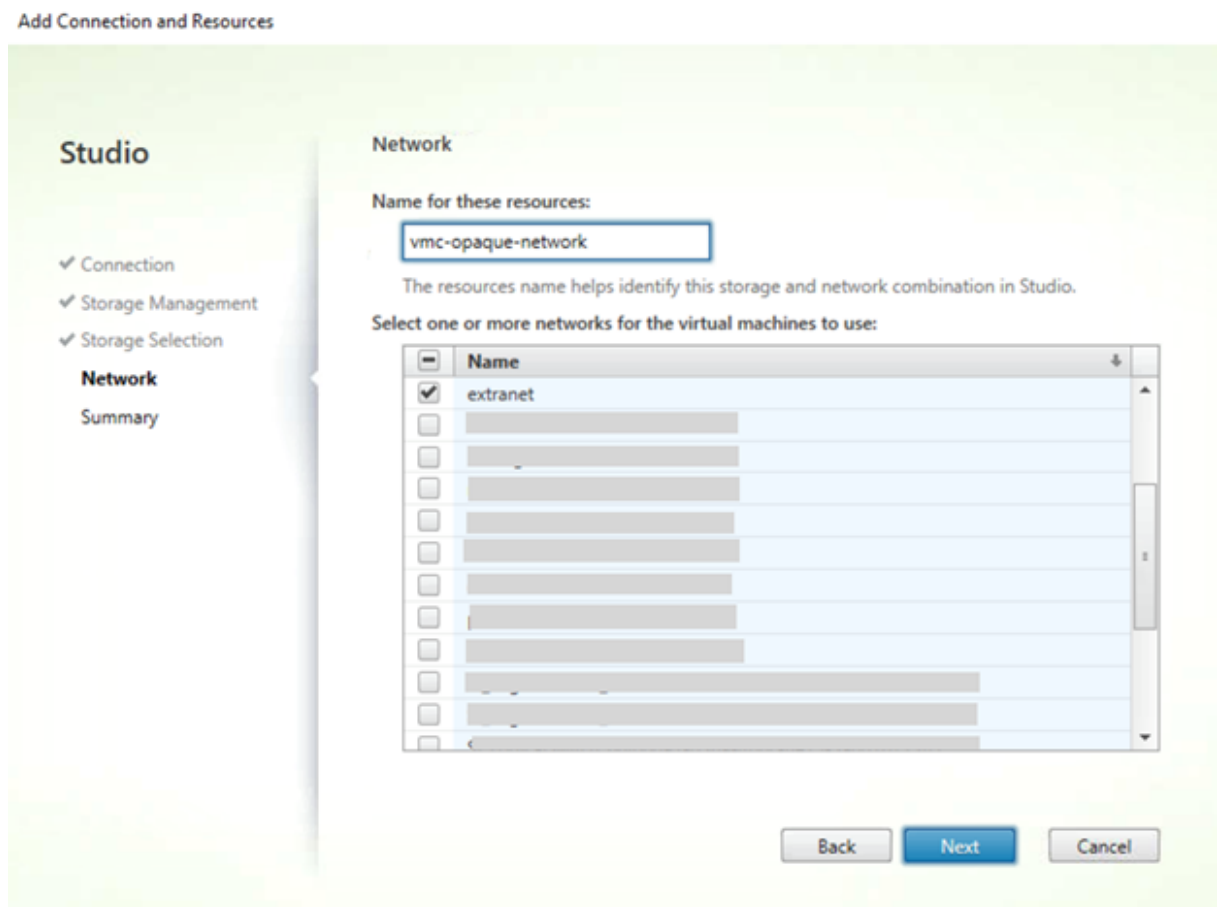 Add Connection and Resources
Studio
Connection
Storage Management
Storage Selection
Network
Summary
Network
Name for these resources:
vmc-opaque-network
The resources name helps identify this storage and network combination in Studio.
Select one or more networks for the virtual machines to use:
Name
extranet
Back
Next
Cancel